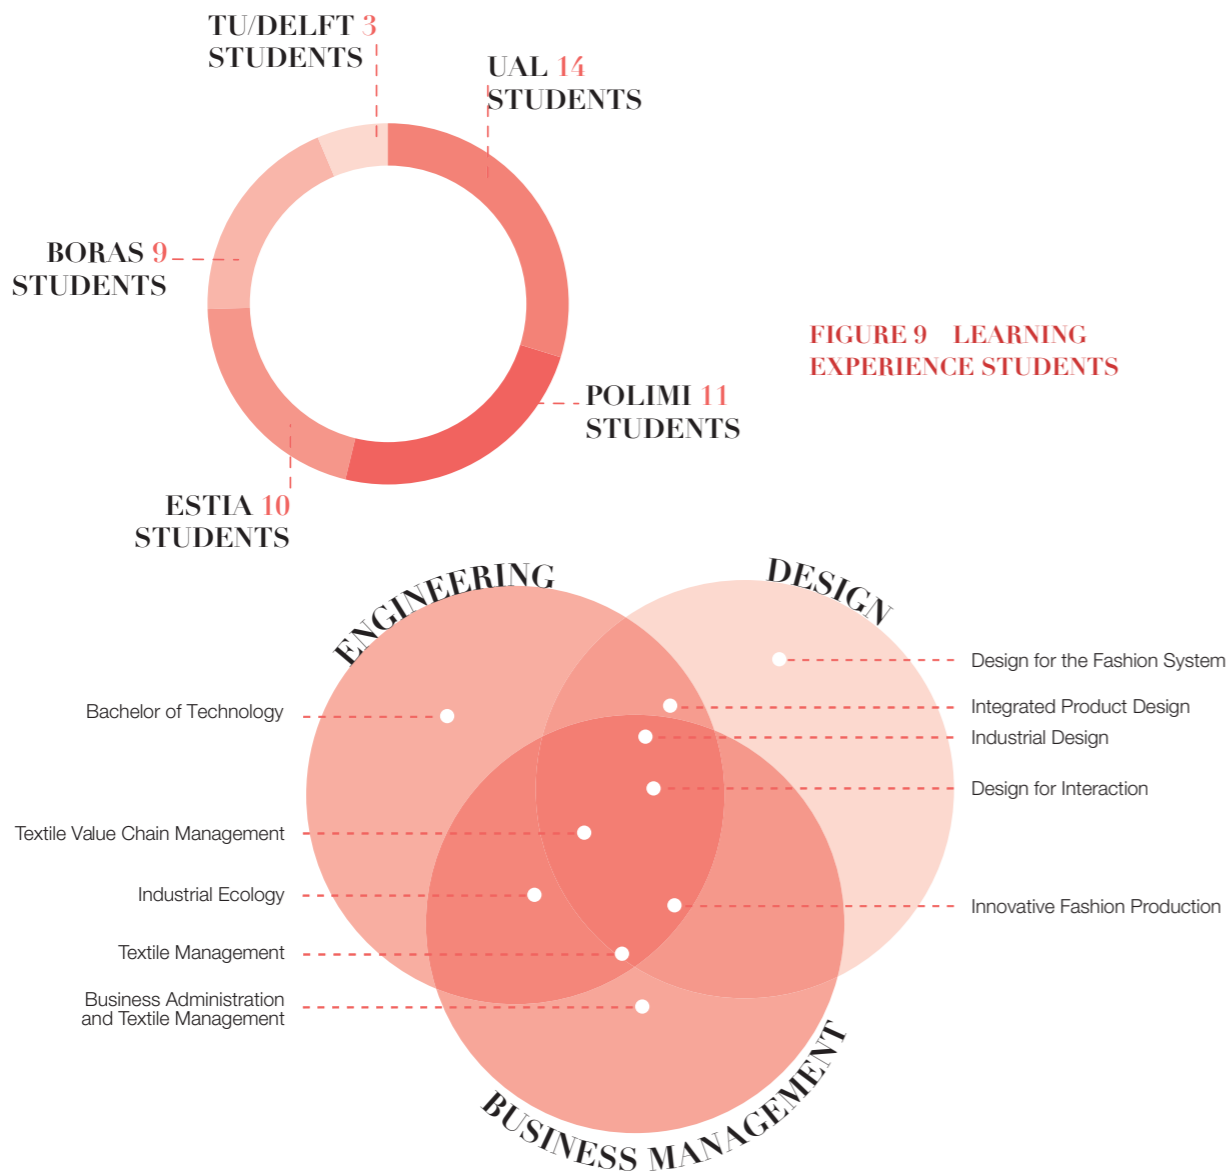 TU/DELFT 3
STUDENTS
UAL 14
STUDENTS
BORAS 9
STUDENTS
FIGURE 9 LEARNING
EXPERIENCE STUDENTS
POLIMI 11
STUDENTS
ESTIA 10
STUDENTS
ENGINEERING
DESIGN
Design for the Fashion System
Bachelor of Technology
Integrated Product Design
Industrial Design
Design for Interaction
Textile Value Chain Management
Industrial Ecology
Innovative Fashion Production
Textile Management
Business Administration
and Textile Management
BUSINESS MANAGEMENT